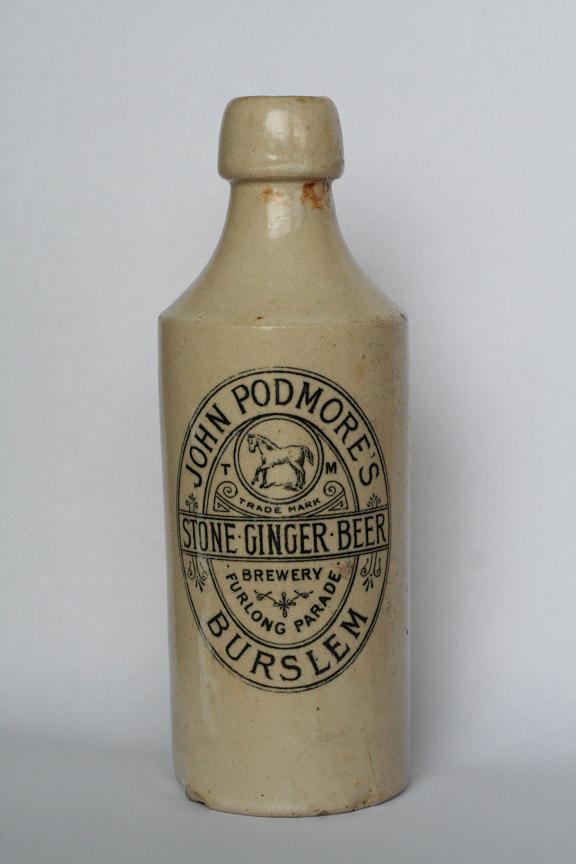 JOHN PODMORE'S
T M
TRADE MARK
STONE·GINGER·BEER
BREWERY
FURLONG PARADE
BURSLEM